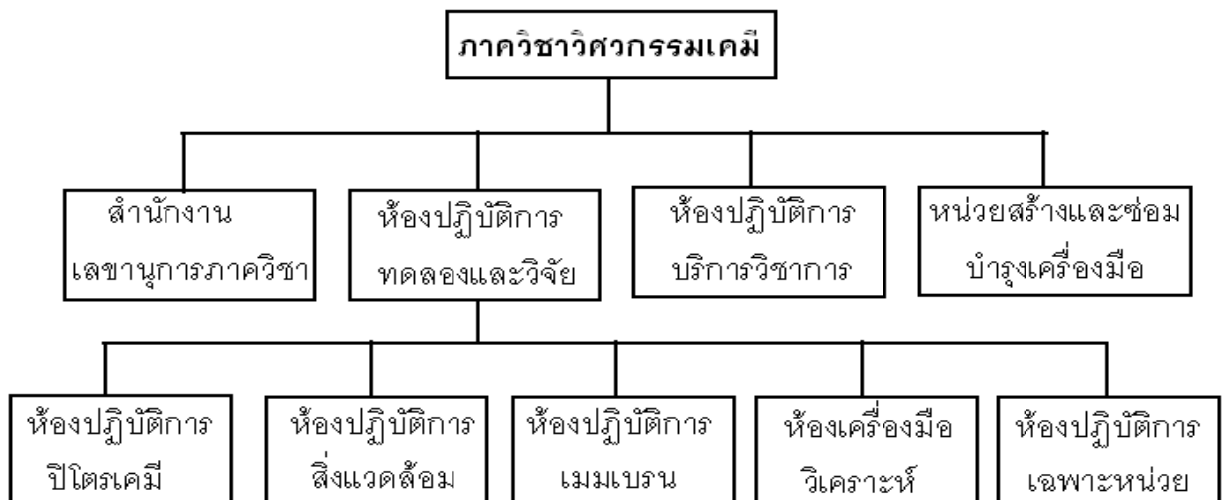 ภาควิชาวิศวกรรมเคมี
สำนักงาน
เลขานุการภาควิชา
ห้องปฏิบัติการ
ทดลองและวิจัย
ห้องปฏิบัติการ
บริการวิชาการ
หน่วยสร้างและซ่อม
บำรุงเครื่องมือ
ห้องปฏิบัติการ
ปิโตรเคมี
ห้องปฏิบัติการ
สิ่งแวดล้อม
ห้องปฏิบัติการ
เมมเบรน
ห้องเครื่องมือ
วิเคราะห์
ห้องปฏิบัติการ
เฉพาะหน่วย